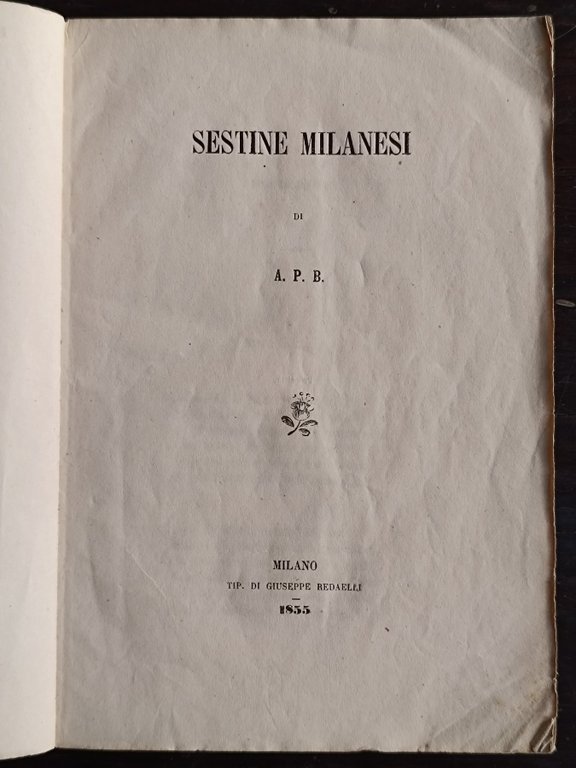 SESTINE MILANESI
DI
A. P. B.
MILANO
TIP. DI GIUSEPPE REDAELLI
1855